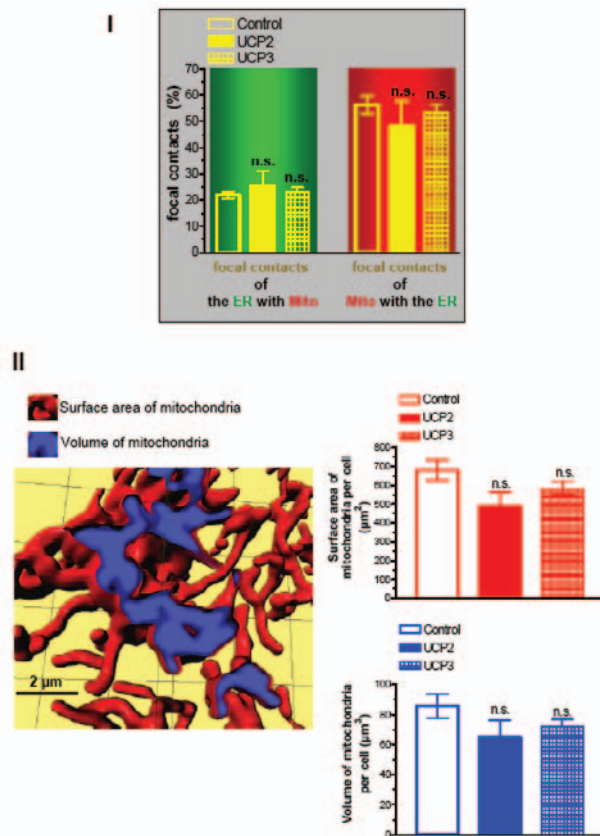 I
Control
UCP2
UCP3
70
60
50
40
30
20
10
0
focal contacts (%)
n.s.
n.s.
n.s.
n.s.
focal contacts
of
the ER with Mito
focal contacts
of
Mito with the ER
II
Surface area of mitochondria
Volume of mitochondria
2 µm
Control
UCP2
UCP3
800
700
600
500
400
300
200
100
0
Surface area of
mitochondria per cell
(µm²)
n.s.
n.s.
Control
UCP2
UCP3
80
60
40
20
0
Volume of mitochondria
per cell (µm³)
n.s.
n.s.